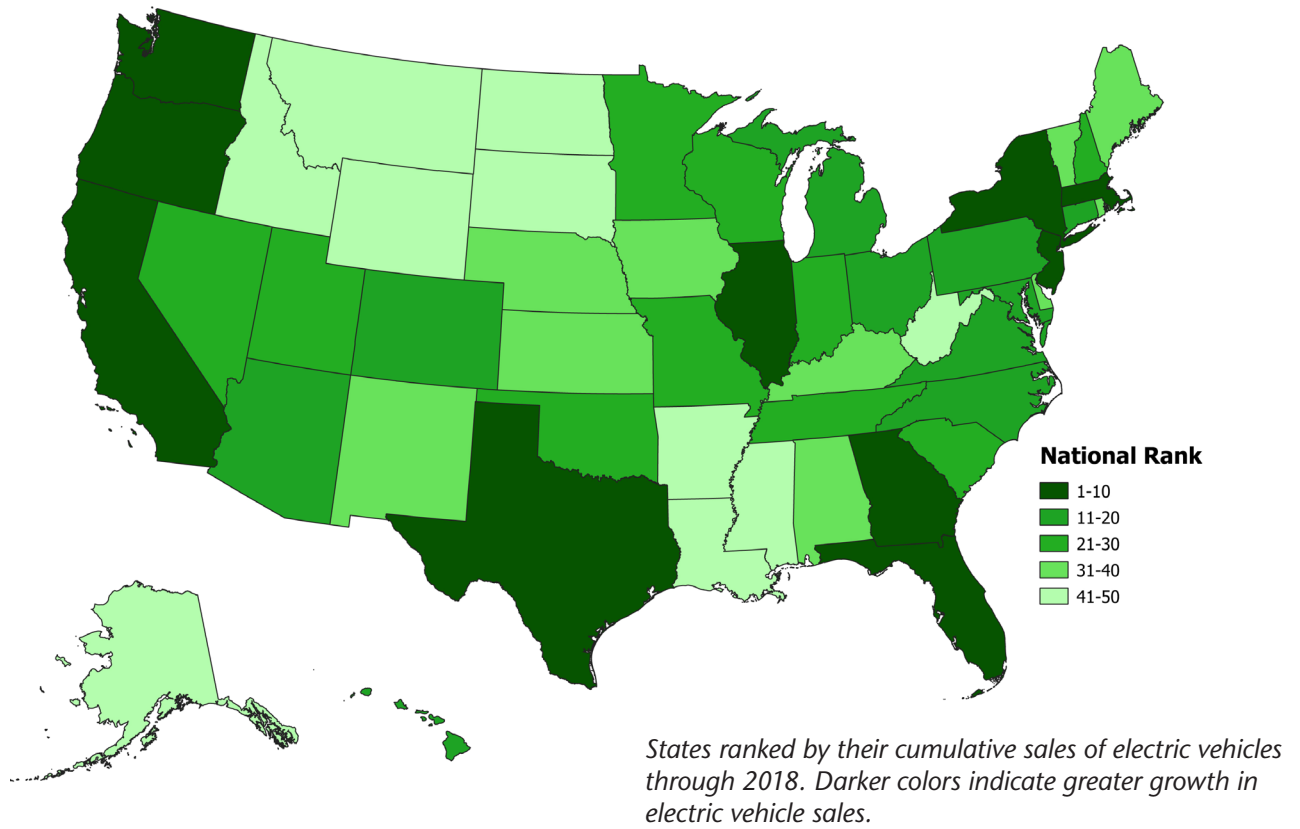 National Rank
1-10
11-20
21-30
31-40
41-50
States ranked by their cumulative sales of electric vehicles
through 2018. Darker colors indicate greater growth in
electric vehicle sales.